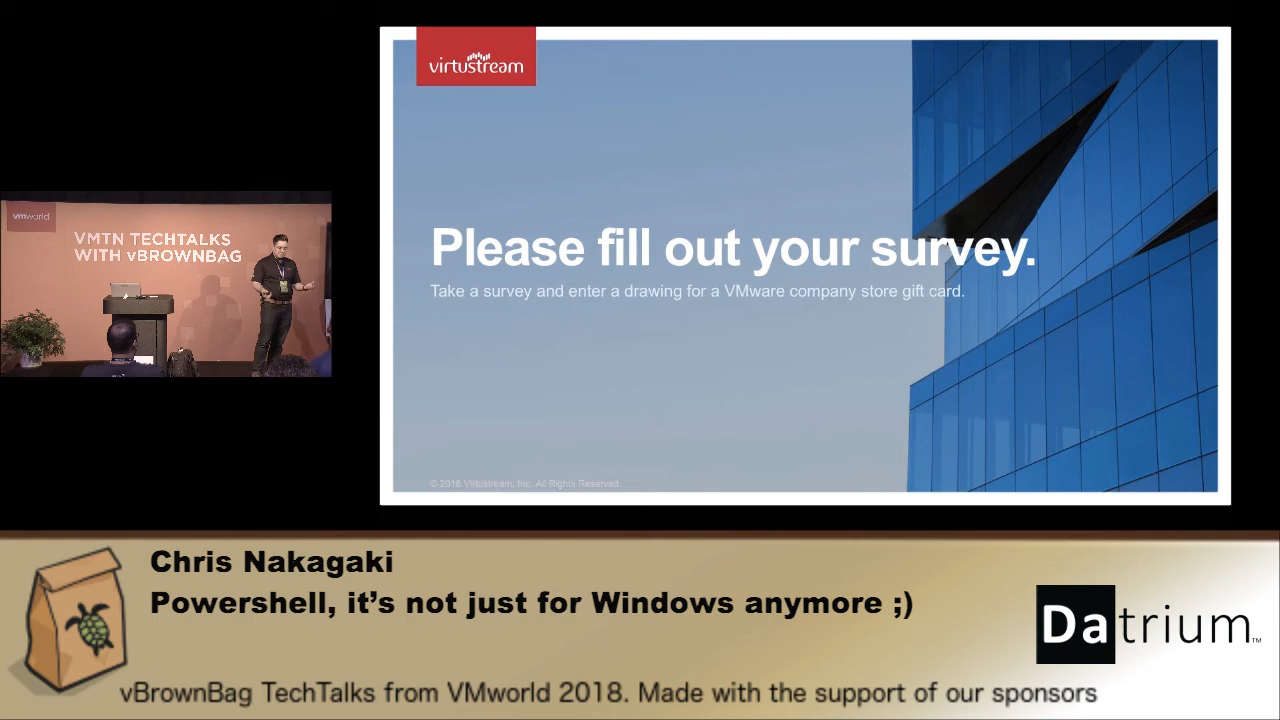 virtustream
Please fill out your survey.
Take a survey and enter a drawing for a VMware company store gift card.
© 2018 Virtustream, Inc. All Rights Reserved.
vmworld
VMTN TECHTALKS
WITH vBROWNBAG
Chris Nakagaki
Powershell, it's not just for Windows anymore ;)
Datrium™
vBrownBag TechTalks from VMworld 2018. Made with the support of our sponsors